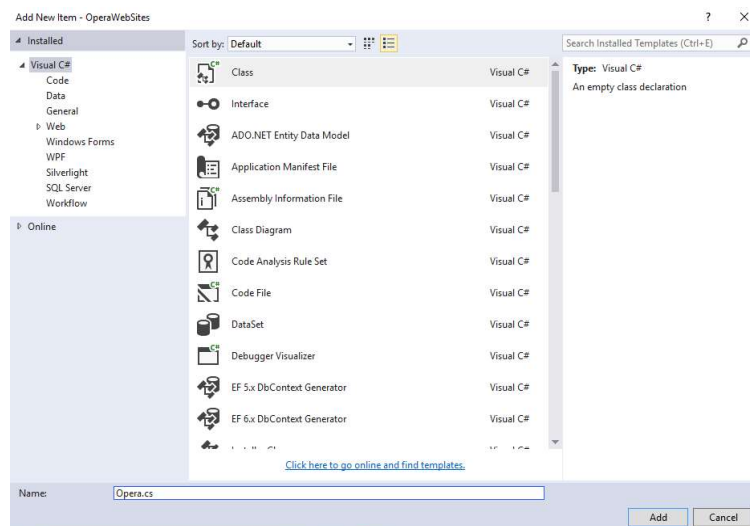 Add New Item - OperaWebSites
? ×
Installed
Sort by: Default
Search Installed Templates (Ctrl+E)
Visual C#
Code
Data
General
Web
Windows Forms
WPF
Silverlight
SQL Server
Workflow
Online
Class Visual C#
Interface Visual C#
ADO.NET Entity Data Model Visual C#
Application Manifest File Visual C#
Assembly Information File Visual C#
Class Diagram Visual C#
Code Analysis Rule Set Visual C#
Code File Visual C#
DataSet Visual C#
Debugger Visualizer Visual C#
EF 5.x DbContext Generator Visual C#
EF 6.x DbContext Generator Visual C#
Click here to go online and find templates.
Type: Visual C#
An empty class declaration
Name: Opera.cs
Add Cancel